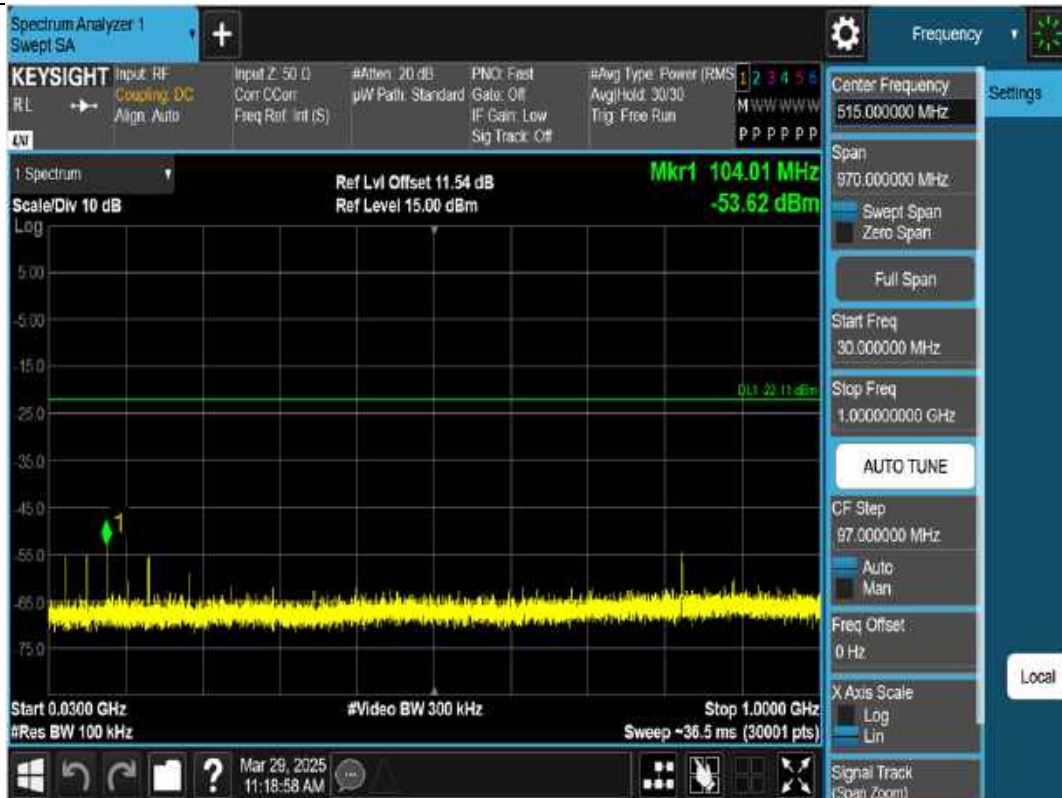 Spectrum Analyzer 1
Swept SA
+
Frequency
KEYSIGHT
RL
Input: RF
Coupling: DC
Align: Auto
Input Z: 50 Ω
Corr CCorr
Freq Ref: Int (S)
#Atten: 20 dB
µW Path: Standard
PNO: Fast
Gate: Off
IF Gain: Low
Sig Track: Off
#Avg Type: Power (RMS
Avg|Hold: 30/30
Trig: Free Run
1 2 3 4 5 6
M W W W W W
P P P P P P
1 Spectrum
Scale/Div 10 dB
Log
Ref Lvl Offset 11.54 dB
Ref Level 15.00 dBm
Mkr1 104.01 MHz
-53.62 dBm
5.00
-5.00
-15.0
DL1 -22.11 dBm
-25.0
-35.0
-45.0
1
-55.0
-65.0
-75.0
Start 0.0300 GHz
#Video BW 300 kHz
Stop 1.0000 GHz
#Res BW 100 kHz
Sweep ~36.5 ms (30001 pts)
?
Mar 29, 2025
11:18:58 AM
Center Frequency
515.000000 MHz
Settings
Span
970.000000 MHz
Swept Span
Zero Span
Full Span
Start Freq
30.000000 MHz
Stop Freq
1.000000000 GHz
AUTO TUNE
CF Step
97.000000 MHz
Auto
Man
Freq Offset
0 Hz
Local
X Axis Scale
Log
Lin
Signal Track
(Span Zoom)